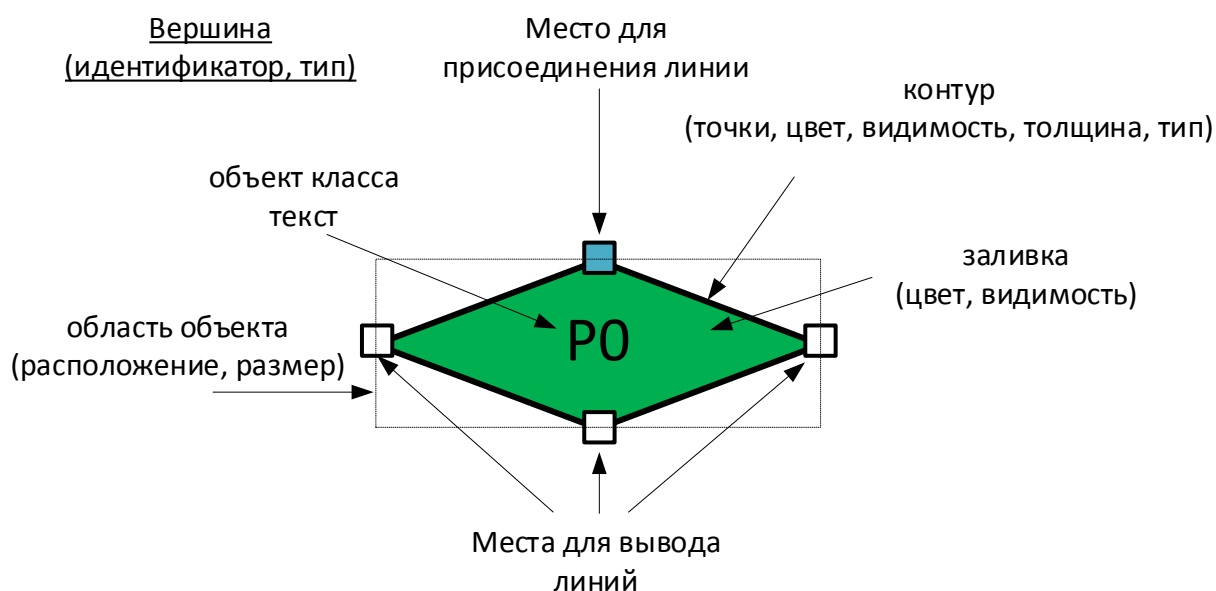 Вершина
(идентификатор, тип)
Место для
присоединения линии
контур
(точки, цвет, видимость, толщина, тип)
объект класса
текст
заливка
(цвет, видимость)
область объекта
(расположение, размер)
P0
Места для вывода
линий